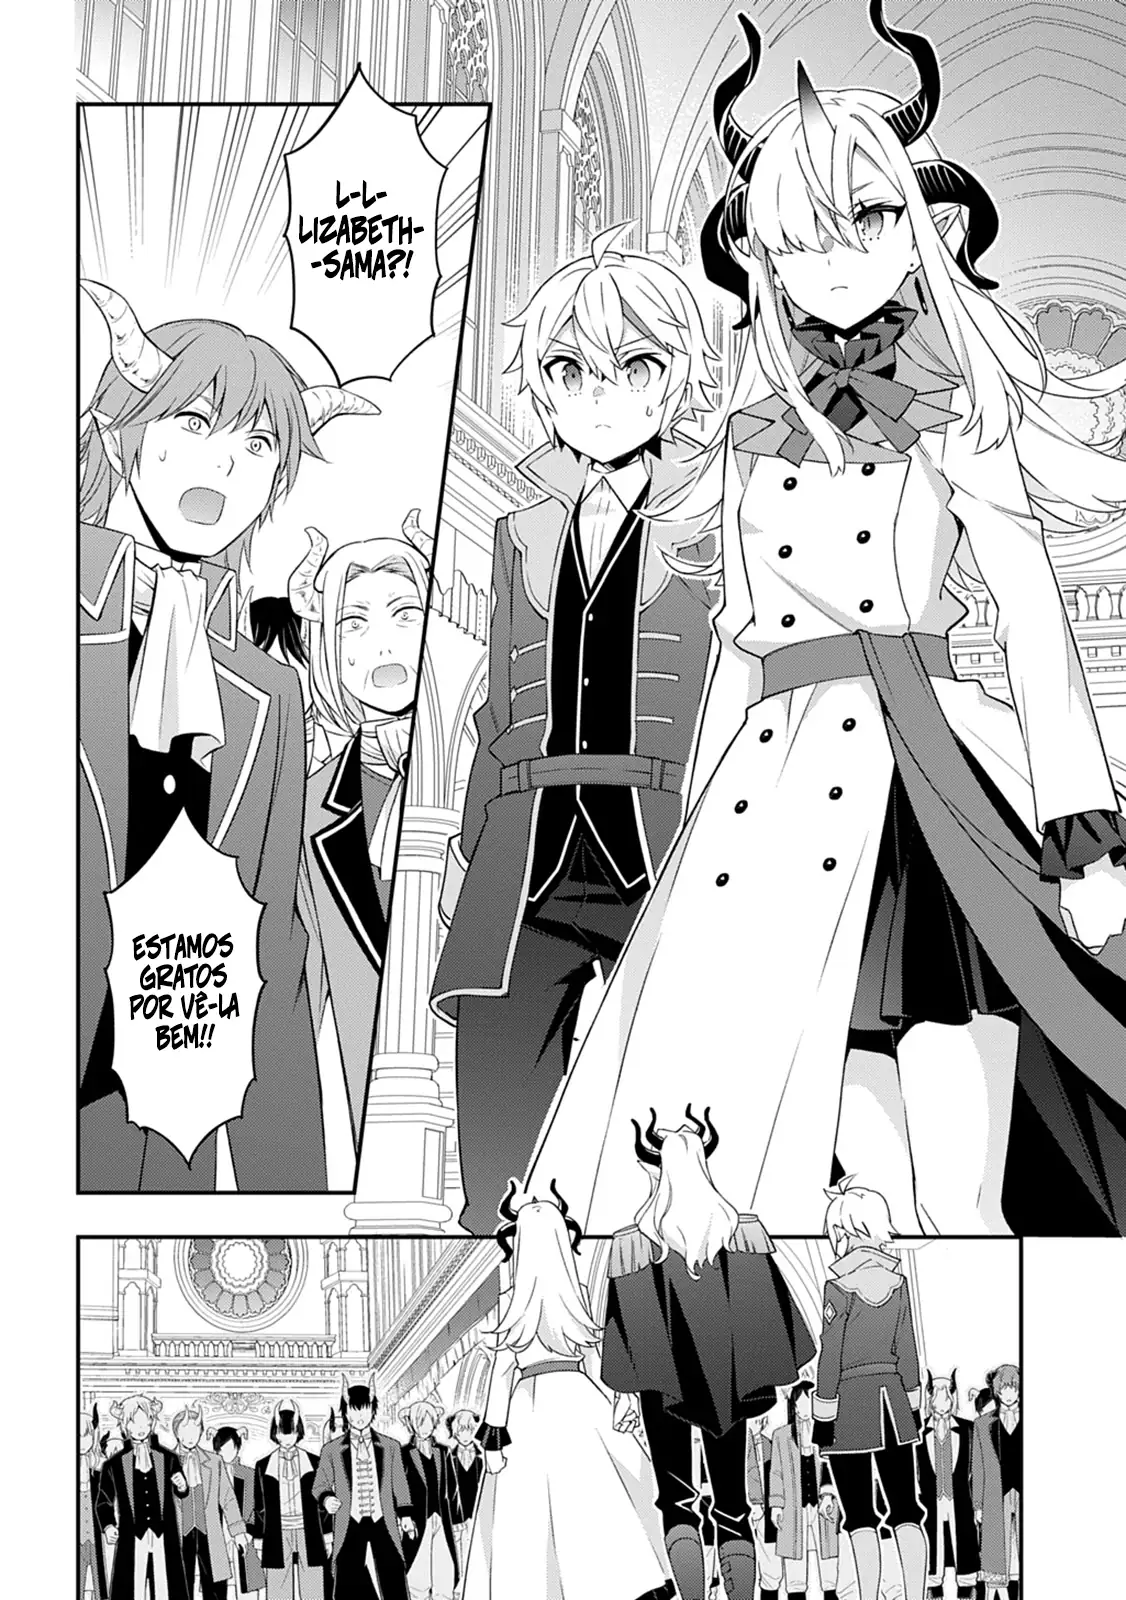 L-L-
LIZABETH-
-SAMA?!
ESTAMOS
GRATOS
POR VÊ-LA
BEM!!